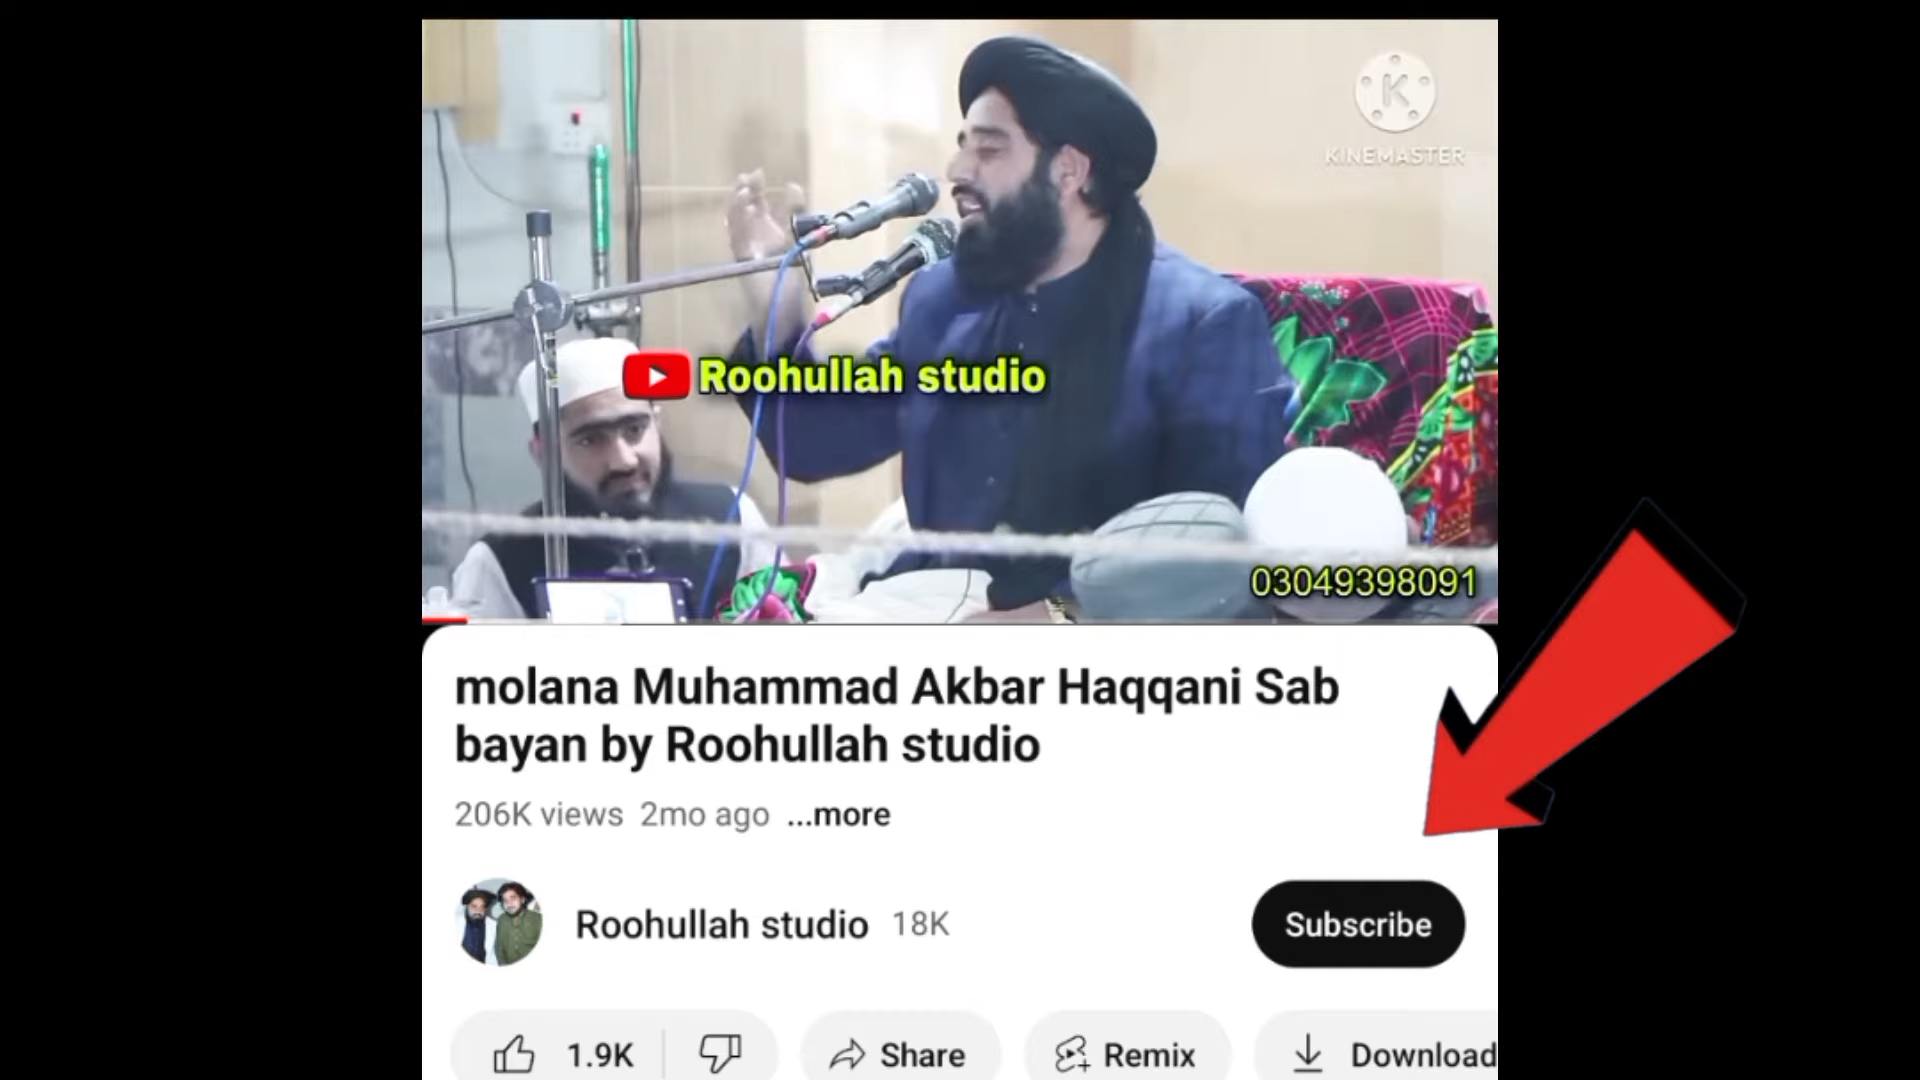 K
KINEMASTER
Roohullah studio
03049398091
molana Muhammad Akbar Haqqani Sab
bayan by Roohullah studio
206K views 2mo ago ...more
Roohullah studio 18K
Subscribe
1.9K
Share
Remix
Download